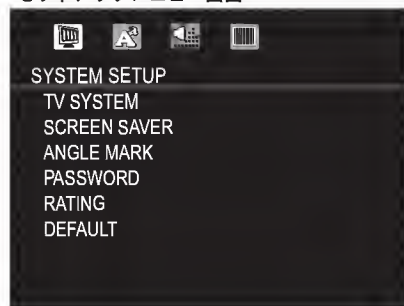 SYSTEM SETUP
TV SYSTEM
SCREEN SAVER
ANGLE MARK
PASSWORD
RATING
DEFAULT